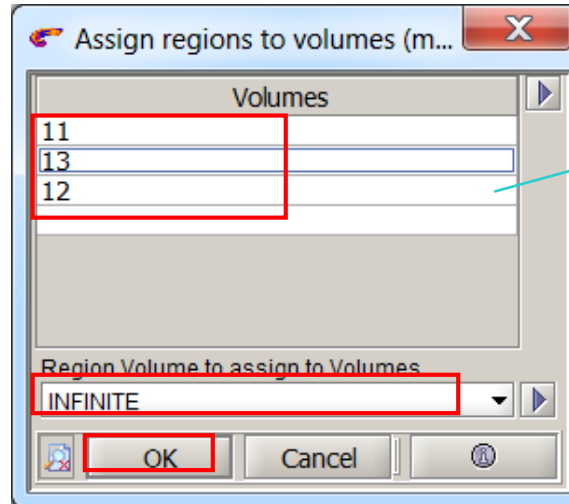 Assign regions to volumes (m...
Volumes
11
13
12
Region Volume to assign to Volumes
INFINITE
OK Cancel